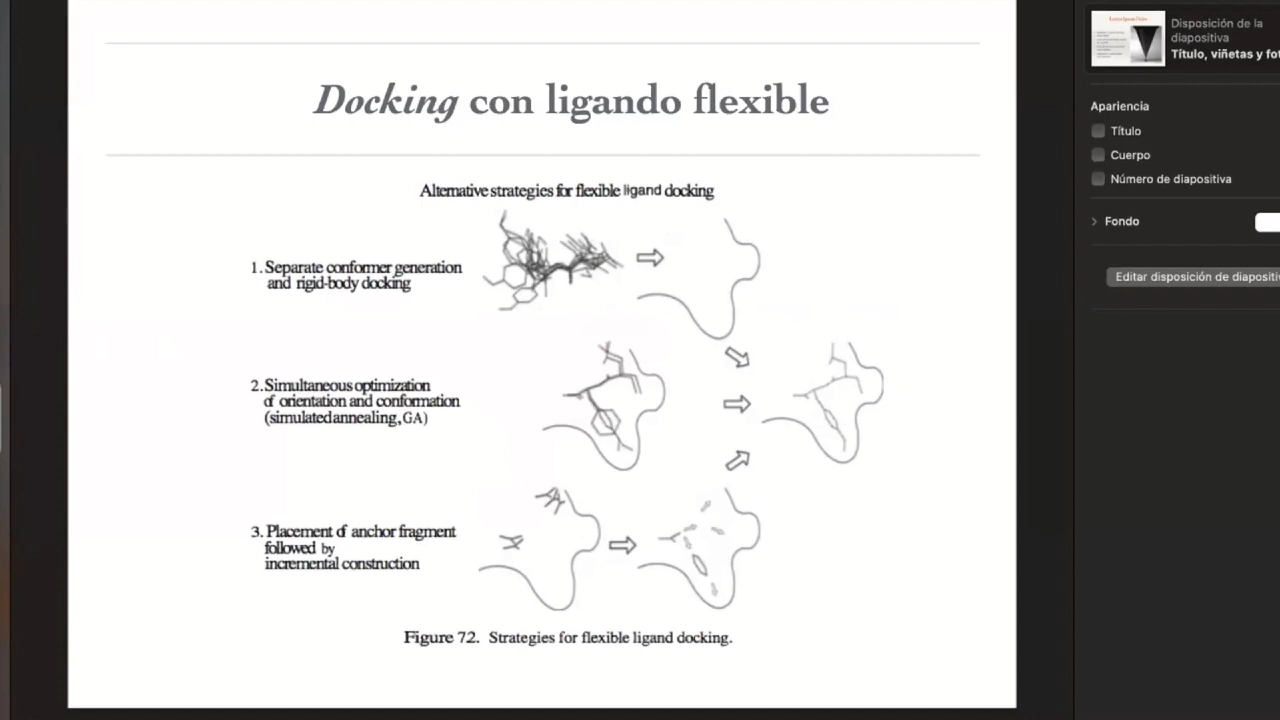 Docking con ligando flexible
Alternative strategies for flexible ligand docking
1. Separate conformer generation
and rigid-body docking
2. Simultaneous optimization
of orientation and conformation
(simulated annealing, GA)
3. Placement of anchor fragment
followed by
incremental construction
Figure 72. Strategies for flexible ligand docking.
Disposición de la
diapositiva
Título, viñetas y fot
Apariencia
Título
Cuerpo
Número de diapositiva
Fondo
Editar disposición de diapositiv